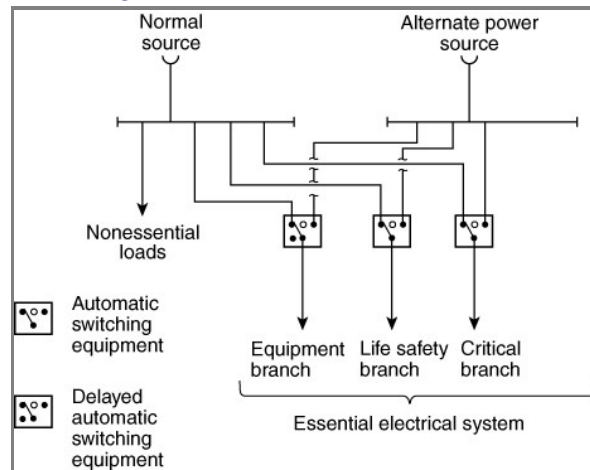 Normal
source
Alternate power
source
Nonessential
loads
Automatic
switching
equipment
Equipment
branch
Life safety
branch
Critical
branch
Delayed
automatic
switching
equipment
Essential electrical system